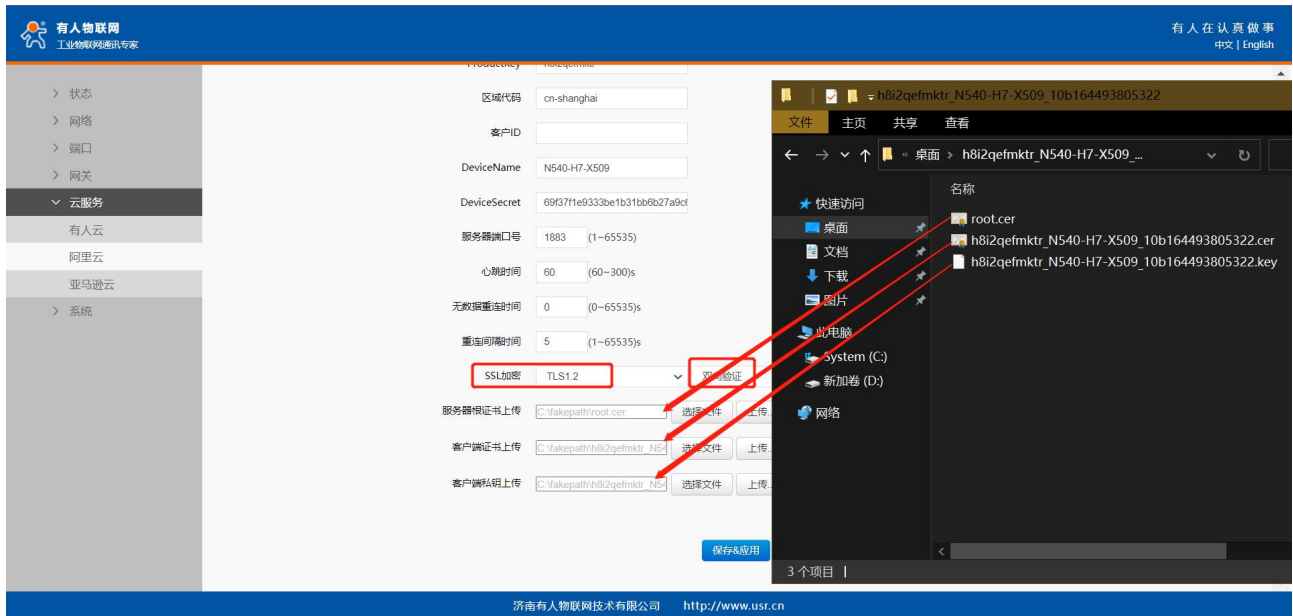 有人物联网
工业物联网通讯专家
有人在认真做事
中文 | English
状态
网络
端口
网关
云服务
有人云
阿里云
亚马逊云
系统
ProductKey h8i2qefmktr
区域代码 cn-shanghai
客户ID
DeviceName N540-H7-X509
DeviceSecret 69f37f1e9333be1b31bb6b27a9c
服务器端口号 1883 (1~65535)
心跳时间 60 (60~300)s
无数据重连时间 0 (0~65535)s
重连间隔时间 5 (1~65535)s
SSL加密 TLS1.2 双向验证
服务器根证书上传 C:\fakepath\root.cer 选择文件 上传
客户端证书上传 C:\fakepath\h8i2qefmktr_N54 选择文件 上传
客户端私钥上传 C:\fakepath\h8i2qefmktr_N54 选择文件 上传
保存&应用
h8i2qefmktr_N540-H7-X509_10b164493805322
文件 主页 共享 查看
« 桌面 › h8i2qefmktr_N540-H7-X509_...
名称
快速访问
桌面
文档
下载
图片
此电脑
System (C:)
新加卷 (D:)
网络
root.cer
h8i2qefmktr_N540-H7-X509_10b164493805322.cer
h8i2qefmktr_N540-H7-X509_10b164493805322.key
3 个项目
济南有人物联网技术有限公司 http://www.usr.cn